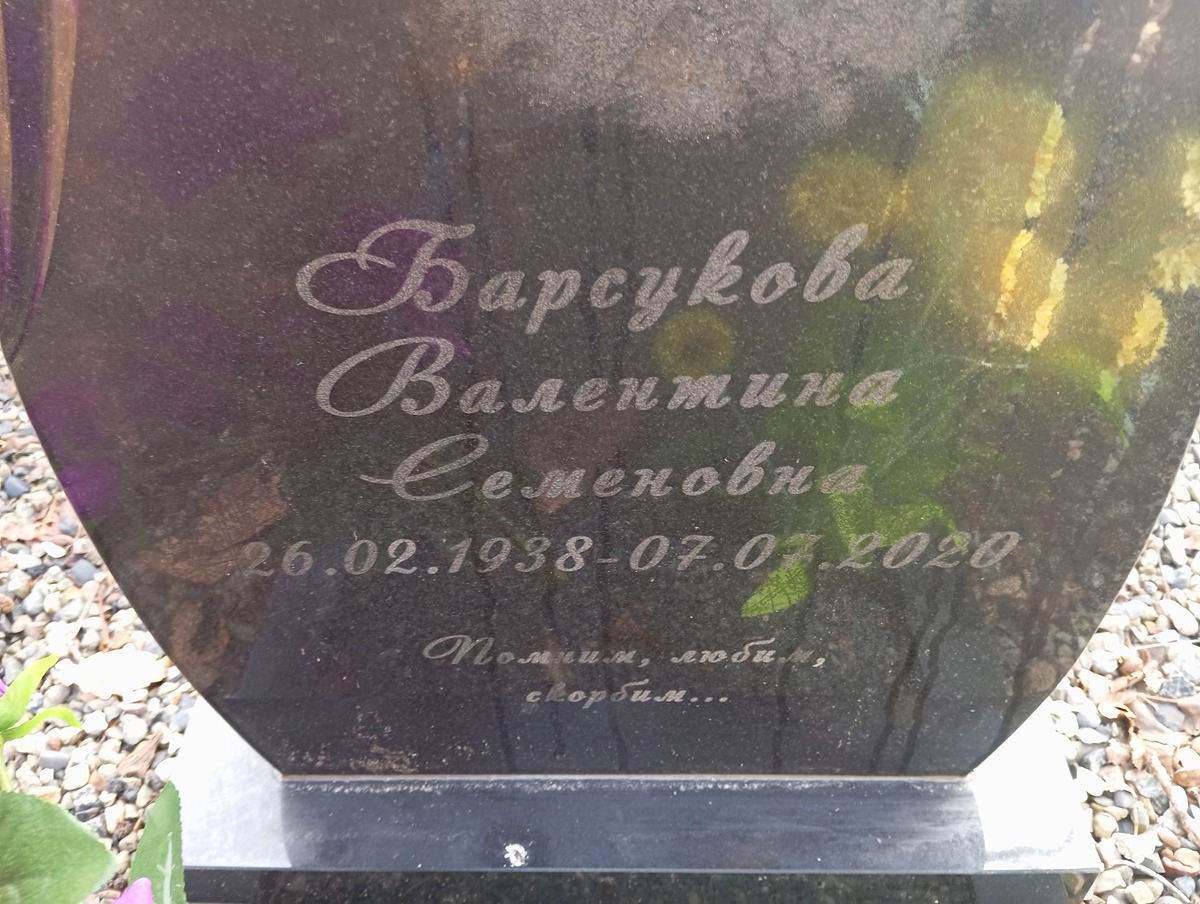 Барсукова
Валентина
Семеновна
26.02.1938-07.07.2020
Помним, любим,
скорбим...